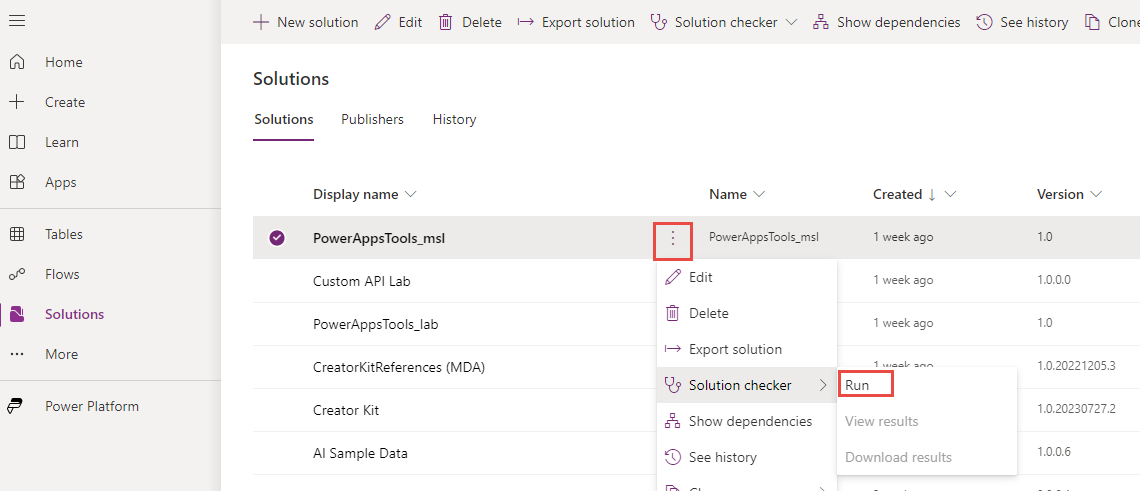 New solution Edit Delete Export solution Solution checker Show dependencies See history Clone
Home
Create
Learn
Apps
Tables
Flows
Solutions
More
Power Platform
Solutions
Solutions Publishers History
Display name Name Created Version
PowerAppsTools_msl PowerAppsTools_msl 1 week ago 1.0
Custom API Lab 1 week ago 1.0.0.0
PowerAppsTools_lab 1 week ago 1.0
CreatorKitReferences (MDA) 1 week ago 1.0.20221205.3
Creator Kit 1.0.20230727.2
AI Sample Data 1.0.0.6
Edit
Delete
Export solution
Solution checker
Show dependencies
See history
Run
View results
Download results